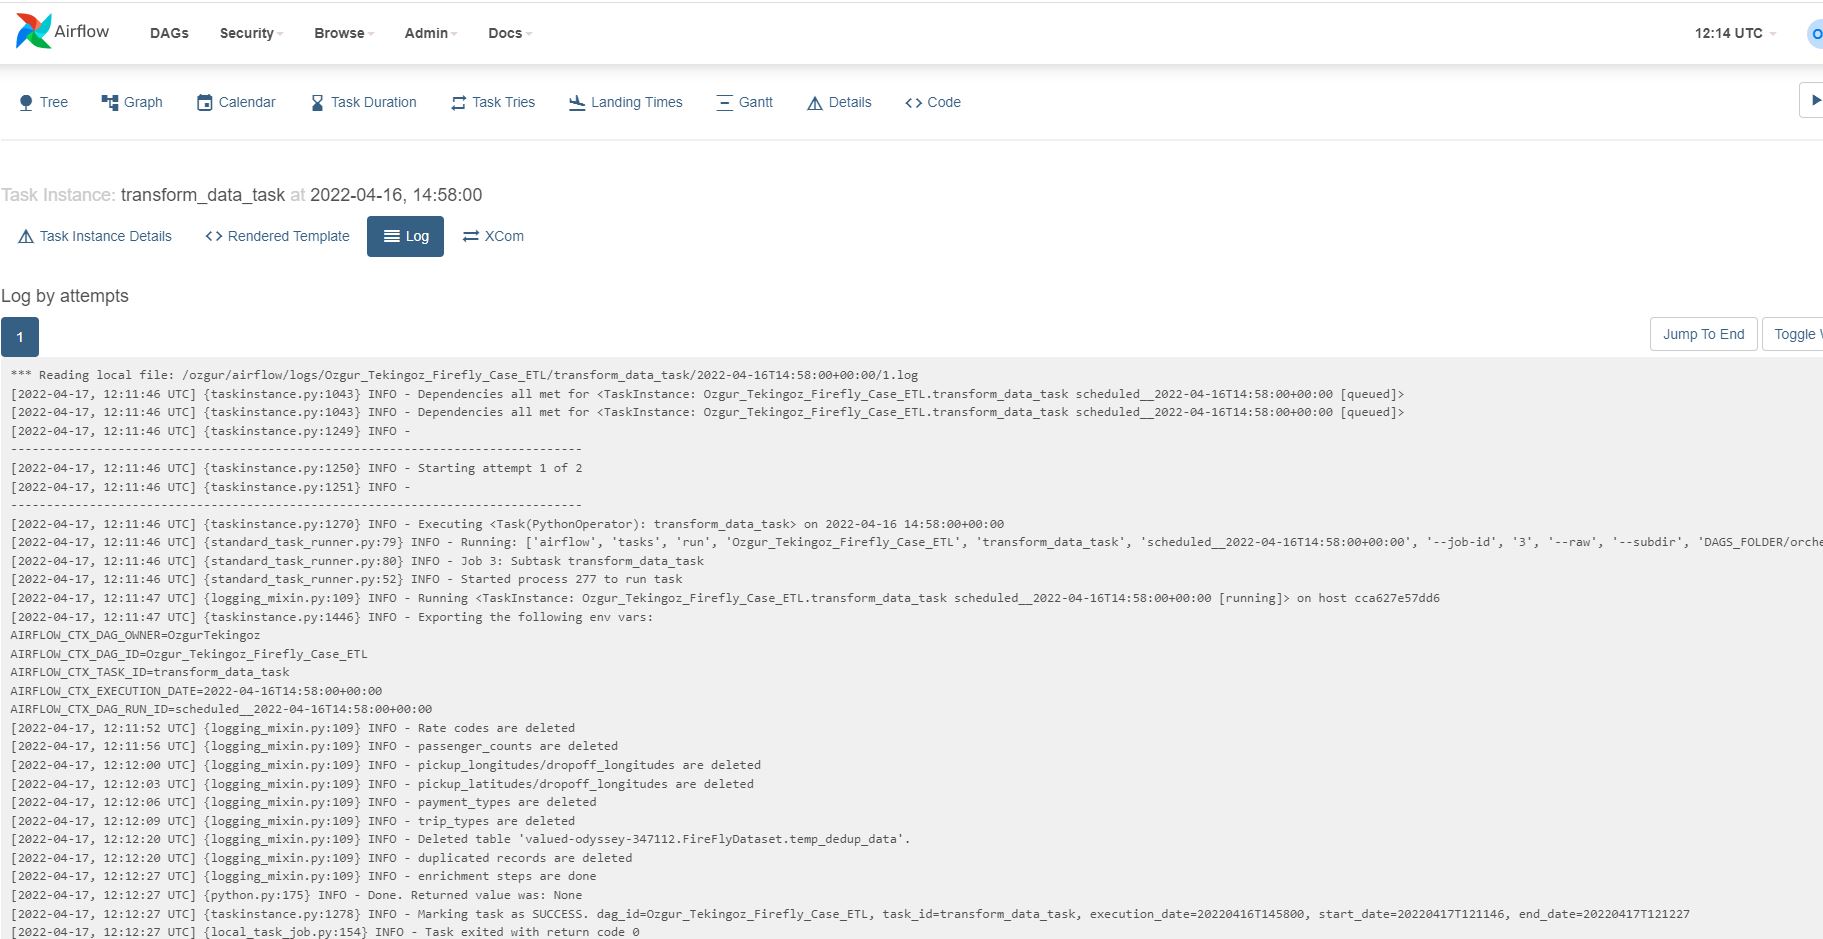 Airflow DAGs Security Browse Admin Docs 12:14 UTC O
Tree Graph Calendar Task Duration Task Tries Landing Times Gantt Details Code
Task Instance: transform_data_task at 2022-04-16, 14:58:00
Task Instance Details Rendered Template Log XCom
Log by attempts
1 Jump To End Toggle
*** Reading local file: /ozgur/airflow/logs/Ozgur_Tekingoz_Firefly_Case_ETL/transform_data_task/2022-04-16T14:58:00+00:00/1.log
[2022-04-17, 12:11:46 UTC] {taskinstance.py:1043} INFO - Dependencies all met for <TaskInstance: Ozgur_Tekingoz_Firefly_Case_ETL.transform_data_task scheduled__2022-04-16T14:58:00+00:00 [queued]>
[2022-04-17, 12:11:46 UTC] {taskinstance.py:1043} INFO - Dependencies all met for <TaskInstance: Ozgur_Tekingoz_Firefly_Case_ETL.transform_data_task scheduled__2022-04-16T14:58:00+00:00 [queued]>
[2022-04-17, 12:11:46 UTC] {taskinstance.py:1249} INFO -
--------------------------------------------------------------------------------
[2022-04-17, 12:11:46 UTC] {taskinstance.py:1250} INFO - Starting attempt 1 of 2
[2022-04-17, 12:11:46 UTC] {taskinstance.py:1251} INFO -
--------------------------------------------------------------------------------
[2022-04-17, 12:11:46 UTC] {taskinstance.py:1270} INFO - Executing <Task(PythonOperator): transform_data_task> on 2022-04-16 14:58:00+00:00
[2022-04-17, 12:11:46 UTC] {standard_task_runner.py:79} INFO - Running: ['airflow', 'tasks', 'run', 'Ozgur_Tekingoz_Firefly_Case_ETL', 'transform_data_task', 'scheduled__2022-04-16T14:58:00+00:00', '--job-id', '3', '--raw', '--subdir', 'DAGS_FOLDER/orche
[2022-04-17, 12:11:46 UTC] {standard_task_runner.py:80} INFO - Job 3: Subtask transform_data_task
[2022-04-17, 12:11:46 UTC] {standard_task_runner.py:52} INFO - Started process 277 to run task
[2022-04-17, 12:11:47 UTC] {logging_mixin.py:109} INFO - Running <TaskInstance: Ozgur_Tekingoz_Firefly_Case_ETL.transform_data_task scheduled__2022-04-16T14:58:00+00:00 [running]> on host cca627e57dd6
[2022-04-17, 12:11:47 UTC] {taskinstance.py:1446} INFO - Exporting the following env vars:
AIRFLOW_CTX_DAG_OWNER=OzgurTekingoz
AIRFLOW_CTX_DAG_ID=Ozgur_Tekingoz_Firefly_Case_ETL
AIRFLOW_CTX_TASK_ID=transform_data_task
AIRFLOW_CTX_EXECUTION_DATE=2022-04-16T14:58:00+00:00
AIRFLOW_CTX_DAG_RUN_ID=scheduled__2022-04-16T14:58:00+00:00
[2022-04-17, 12:11:52 UTC] {logging_mixin.py:109} INFO - Rate codes are deleted
[2022-04-17, 12:11:56 UTC] {logging_mixin.py:109} INFO - passenger_counts are deleted
[2022-04-17, 12:12:00 UTC] {logging_mixin.py:109} INFO - pickup_longitudes/dropoff_longitudes are deleted
[2022-04-17, 12:12:03 UTC] {logging_mixin.py:109} INFO - pickup_latitudes/dropoff_longitudes are deleted
[2022-04-17, 12:12:06 UTC] {logging_mixin.py:109} INFO - payment_types are deleted
[2022-04-17, 12:12:09 UTC] {logging_mixin.py:109} INFO - trip_types are deleted
[2022-04-17, 12:12:20 UTC] {logging_mixin.py:109} INFO - Deleted table 'valued-odyssey-347112.FireFlyDataset.temp_dedup_data'.
[2022-04-17, 12:12:20 UTC] {logging_mixin.py:109} INFO - duplicated records are deleted
[2022-04-17, 12:12:27 UTC] {logging_mixin.py:109} INFO - enrichment steps are done
[2022-04-17, 12:12:27 UTC] {python.py:175} INFO - Done. Returned value was: None
[2022-04-17, 12:12:27 UTC] {taskinstance.py:1278} INFO - Marking task as SUCCESS. dag_id=Ozgur_Tekingoz_Firefly_Case_ETL, task_id=transform_data_task, execution_date=20220416T145800, start_date=20220417T121146, end_date=20220417T121227
[2022-04-17, 12:12:27 UTC] {local_task_job.py:154} INFO - Task exited with return code 0